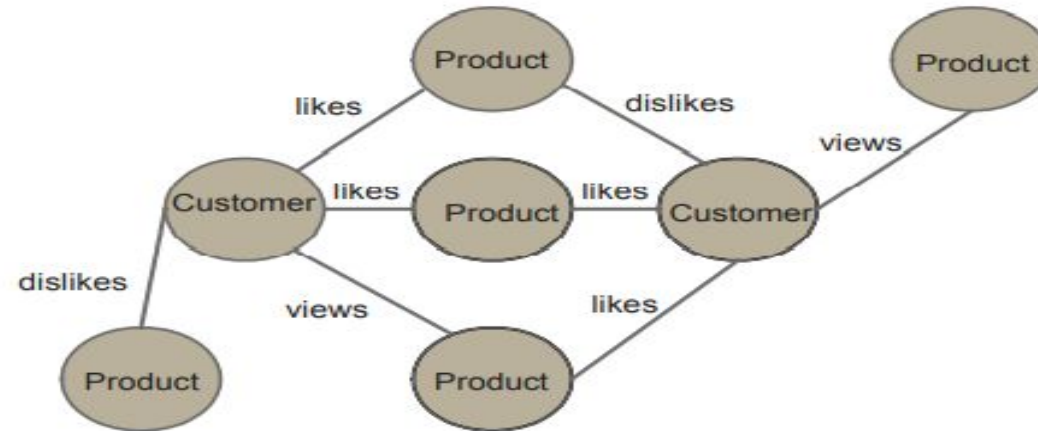 Product
Product
likes
dislikes
views
Customer
likes
Product
likes
Customer
dislikes
views
likes
Product
Product